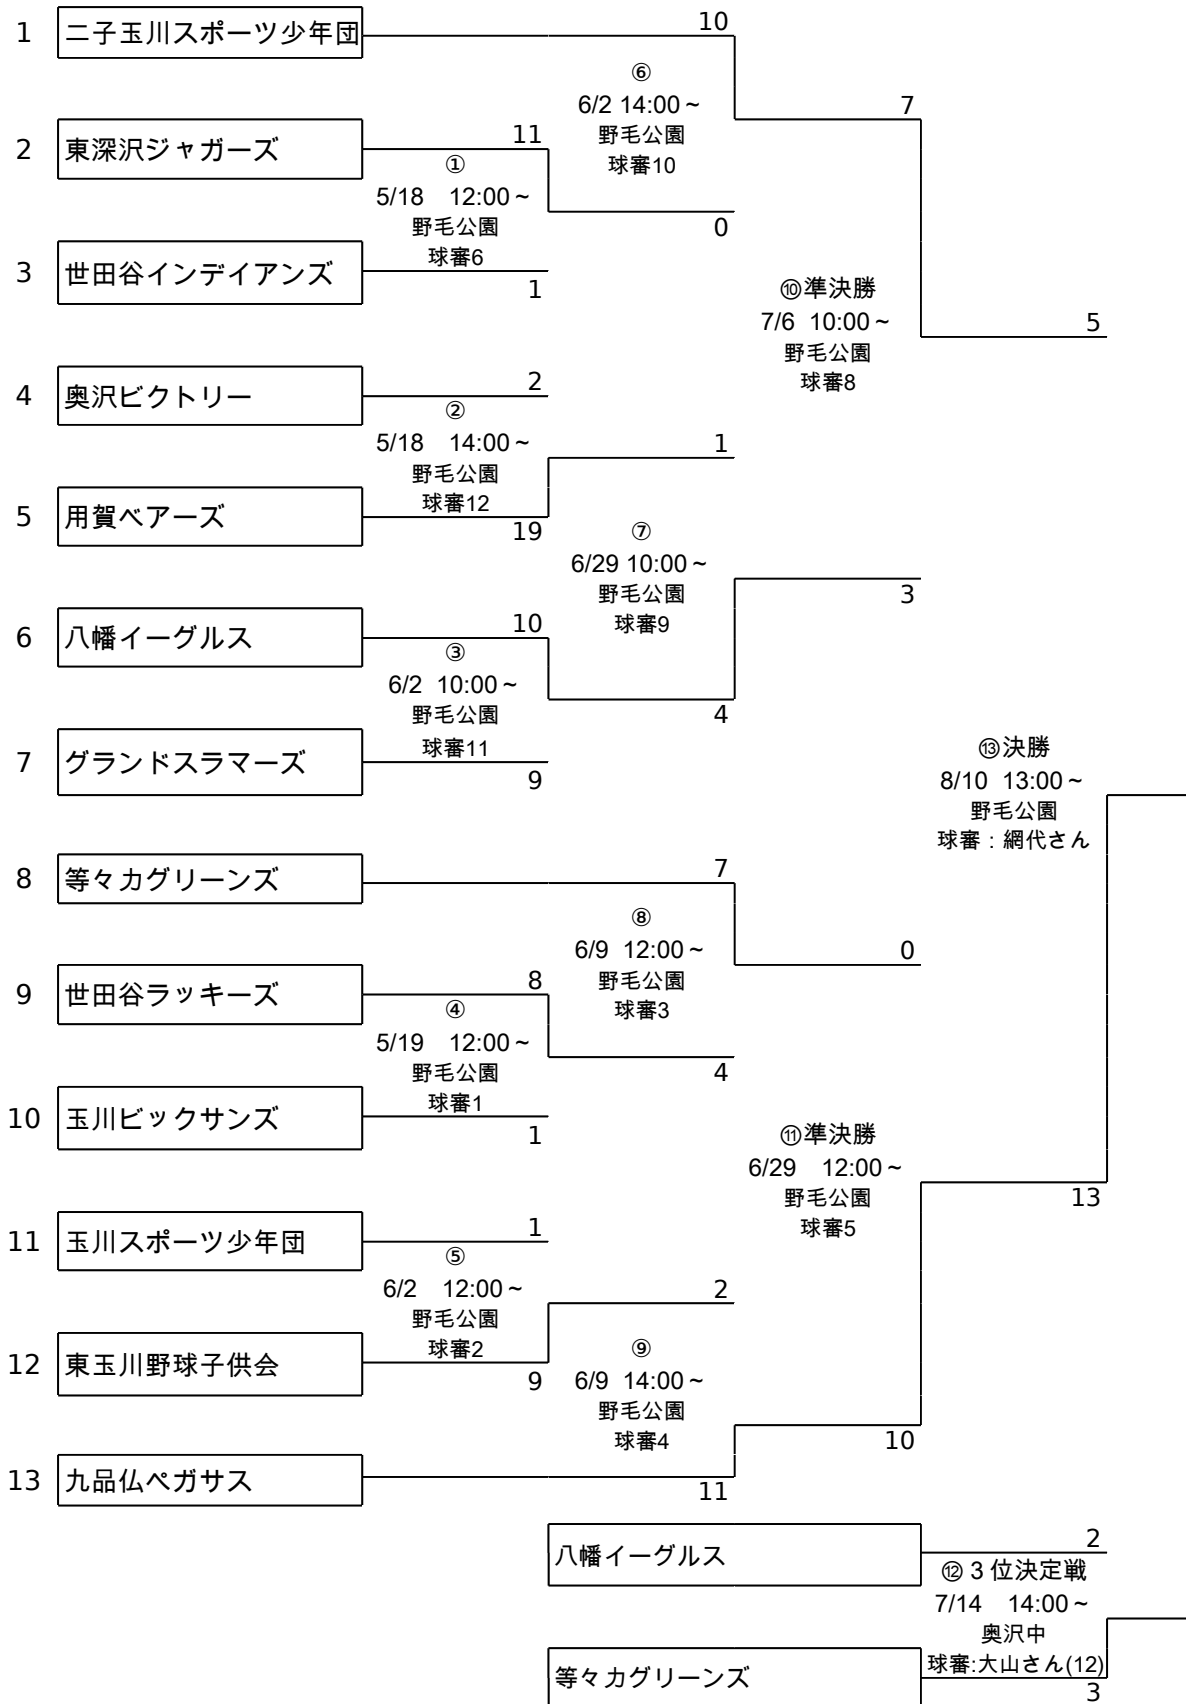 1 二子玉川スポーツ少年団 10
⑥
6/2 14:00～
野毛公園
球審10
7
2 東深沢ジャガーズ 11
①
5/18 12:00～
野毛公園
球審6
0
3 世田谷インデイアンズ
1
⑩準決勝
7/6 10:00～
野毛公園
球審8
5
4 奥沢ビクトリー 2
②
5/18 14:00～
野毛公園
球審12
1
5 用賀ベアーズ
19
⑦
6/29 10:00～
野毛公園
球審9
3
6 八幡イーグルス 10
③
6/2 10:00～
野毛公園
球審11
4
7 グランドスラマーズ
9
⑬決勝
8/10 13:00～
野毛公園
球審：網代さん
8 等々力グリーンズ 7
⑧
6/9 12:00～
野毛公園
球審3
0
9 世田谷ラッキーズ 8
④
5/19 12:00～
野毛公園
球審1
4
10 玉川ビックサンズ
1
⑪準決勝
6/29 12:00～
野毛公園
球審5
13
11 玉川スポーツ少年団 1
⑤
6/2 12:00～
野毛公園
球審2
2
12 東玉川野球子供会
9
⑨
6/9 14:00～
野毛公園
球審4
10
13 九品仏ペガサス
11
八幡イーグルス 2
⑫３位決定戦
7/14 14:00～
奥沢中
球審:大山さん(12)
等々力グリーンズ
3